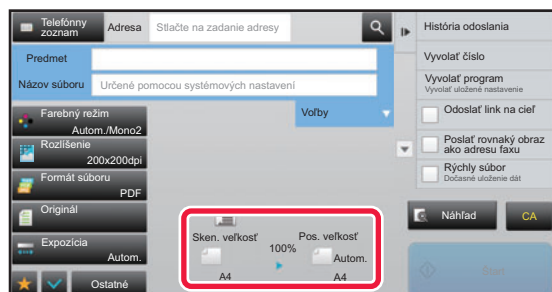 Telefónny
zoznam
Adresa
Stlačte na zadanie adresy
Predmet
Názov súboru
Určené pomocou systémových nastavení
Voľby
Farebný režim
Autom./Mono2
Rozlíšenie
200x200dpi
Formát súboru
PDF
Originál
Expozícia
Autom.
Ostatné
Sken. veľkosť
A4
100%
Pos. veľkosť
Autom.
A4
História odoslania
Vyvolať číslo
Vyvolať program
Vyvolať uložené nastavenie
Odoslať link na cieľ
Poslať rovnaký obraz
ako adresu faxu
Rýchly súbor
Dočasné uloženie dát
Náhľad
CA
Štart